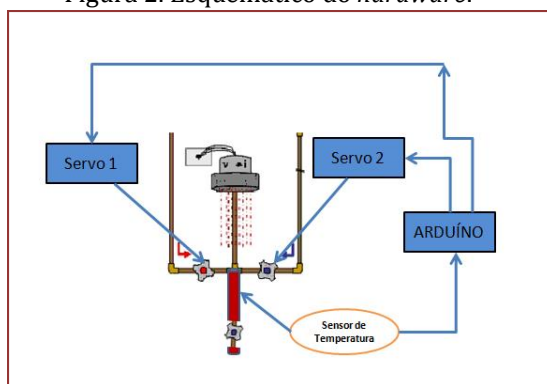 Figura 2. Esquemático do hardware.
Servo 1
Servo 2
ARDUÍNO
Sensor de
Temperatura